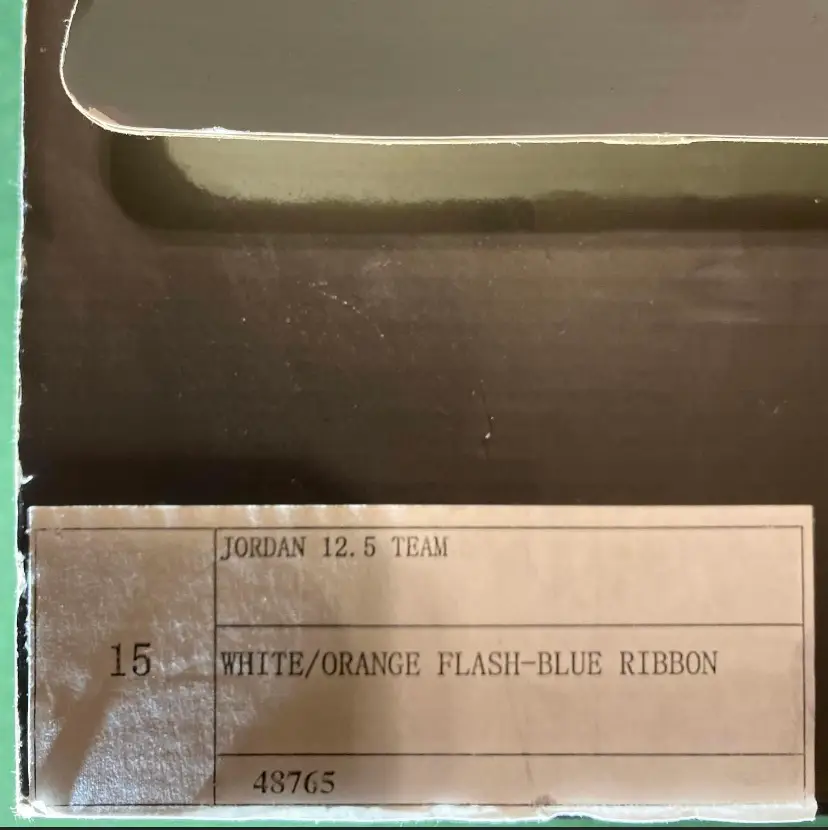 JORDAN 12.5 TEAM
15
WHITE/ORANGE FLASH-BLUE RIBBON
48765